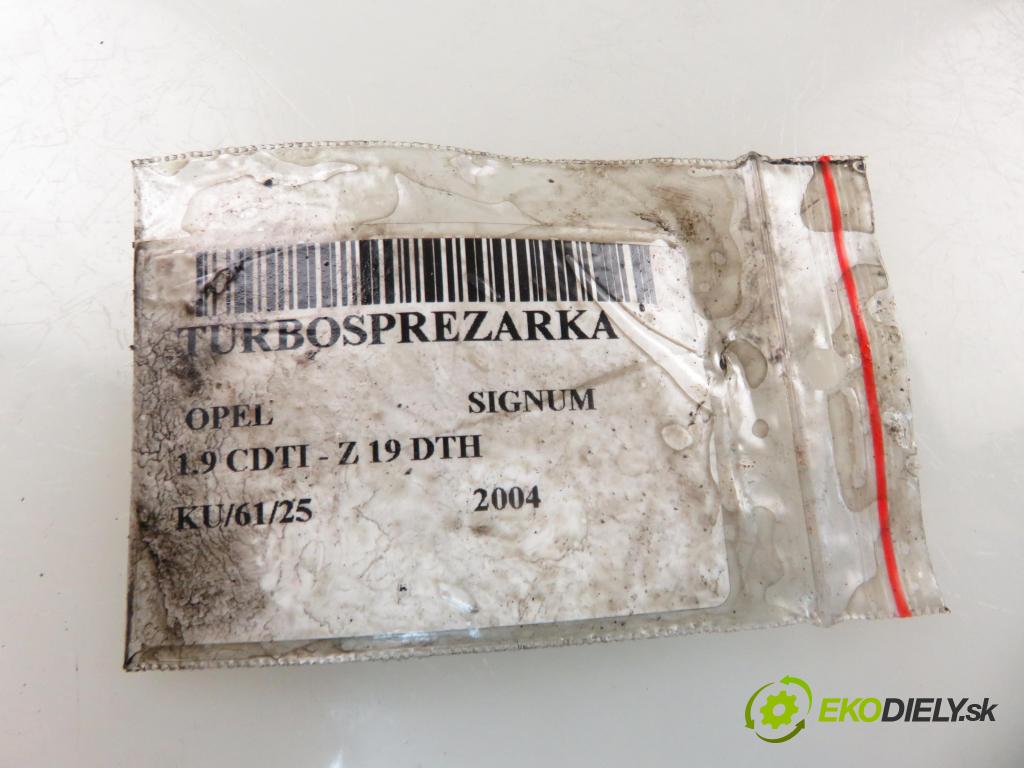 TURBOSPREZARKA
OPEL SIGNUM
1.9 CDTI - Z 19 DTH
KU/61/25 2004
EKODIELY.sk